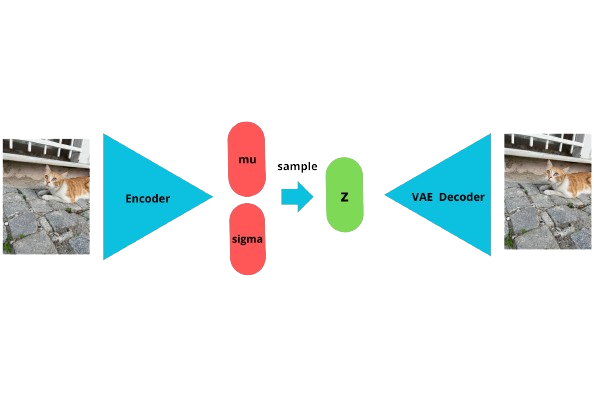 Encoder
mu
sigma
sample
Z
VAE Decoder